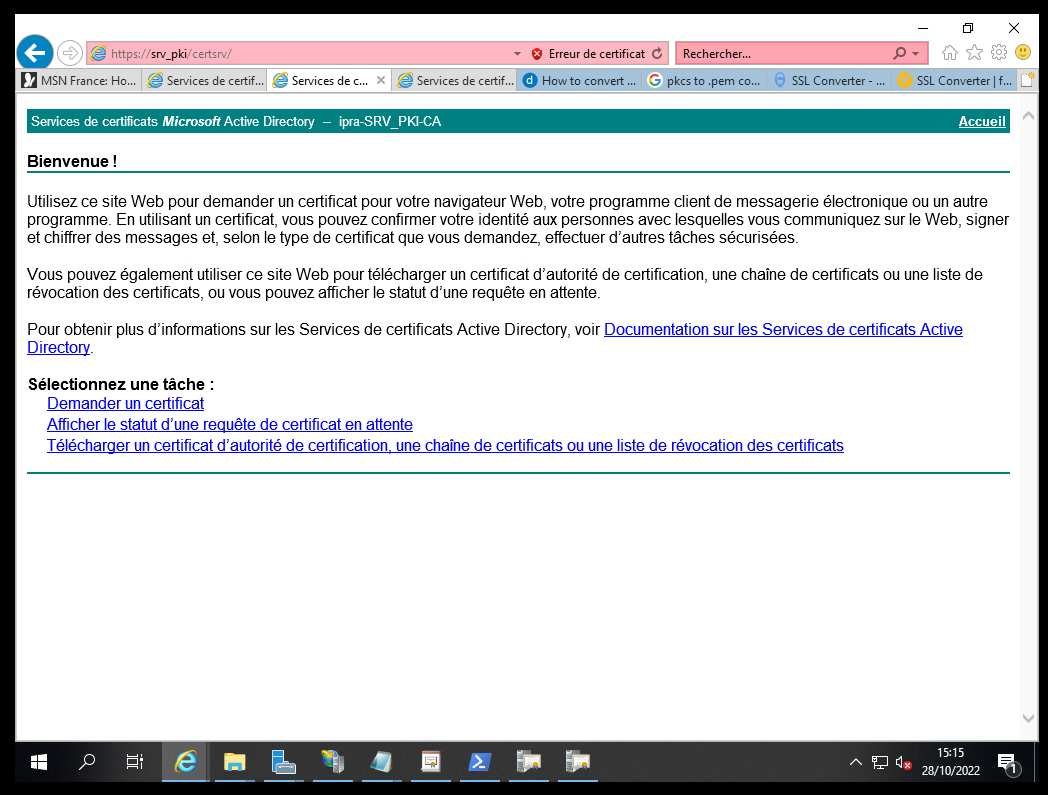 https://srv_pki/certsrv/
Erreur de certificat
Rechercher...
MSN France: Ho...
Services de certif...
Services de c...
Services de certif...
How to convert ...
pkcs to .pem co...
SSL Converter - ...
SSL Converter | f...
Services de certificats Microsoft Active Directory -- ipra-SRV_PKI-CA
Accueil
Bienvenue !
Utilisez ce site Web pour demander un certificat pour votre navigateur Web, votre programme client de messagerie électronique ou un autre
programme. En utilisant un certificat, vous pouvez confirmer votre identité aux personnes avec lesquelles vous communiquez sur le Web, signer
et chiffrer des messages et, selon le type de certificat que vous demandez, effectuer d’autres tâches sécurisées.
Vous pouvez également utiliser ce site Web pour télécharger un certificat d’autorité de certification, une chaîne de certificats ou une liste de
révocation des certificats, ou vous pouvez afficher le statut d’une requête en attente.
Pour obtenir plus d’informations sur les Services de certificats Active Directory, voir Documentation sur les Services de certificats Active
Directory.
Sélectionnez une tâche :
Demander un certificat
Afficher le statut d’une requête de certificat en attente
Télécharger un certificat d’autorité de certification, une chaîne de certificats ou une liste de révocation des certificats
15:15
28/10/2022
1